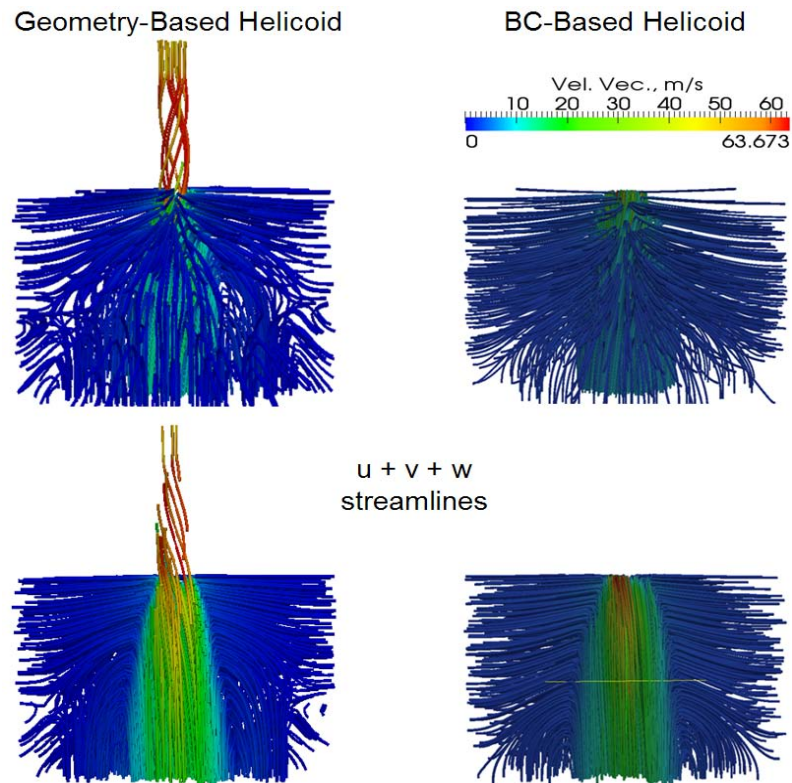 Geometry-Based Helicoid
BC-Based Helicoid
Vel. Vec., m/s
10 20 30 40 50 60
0 63.673
u + v + w
streamlines